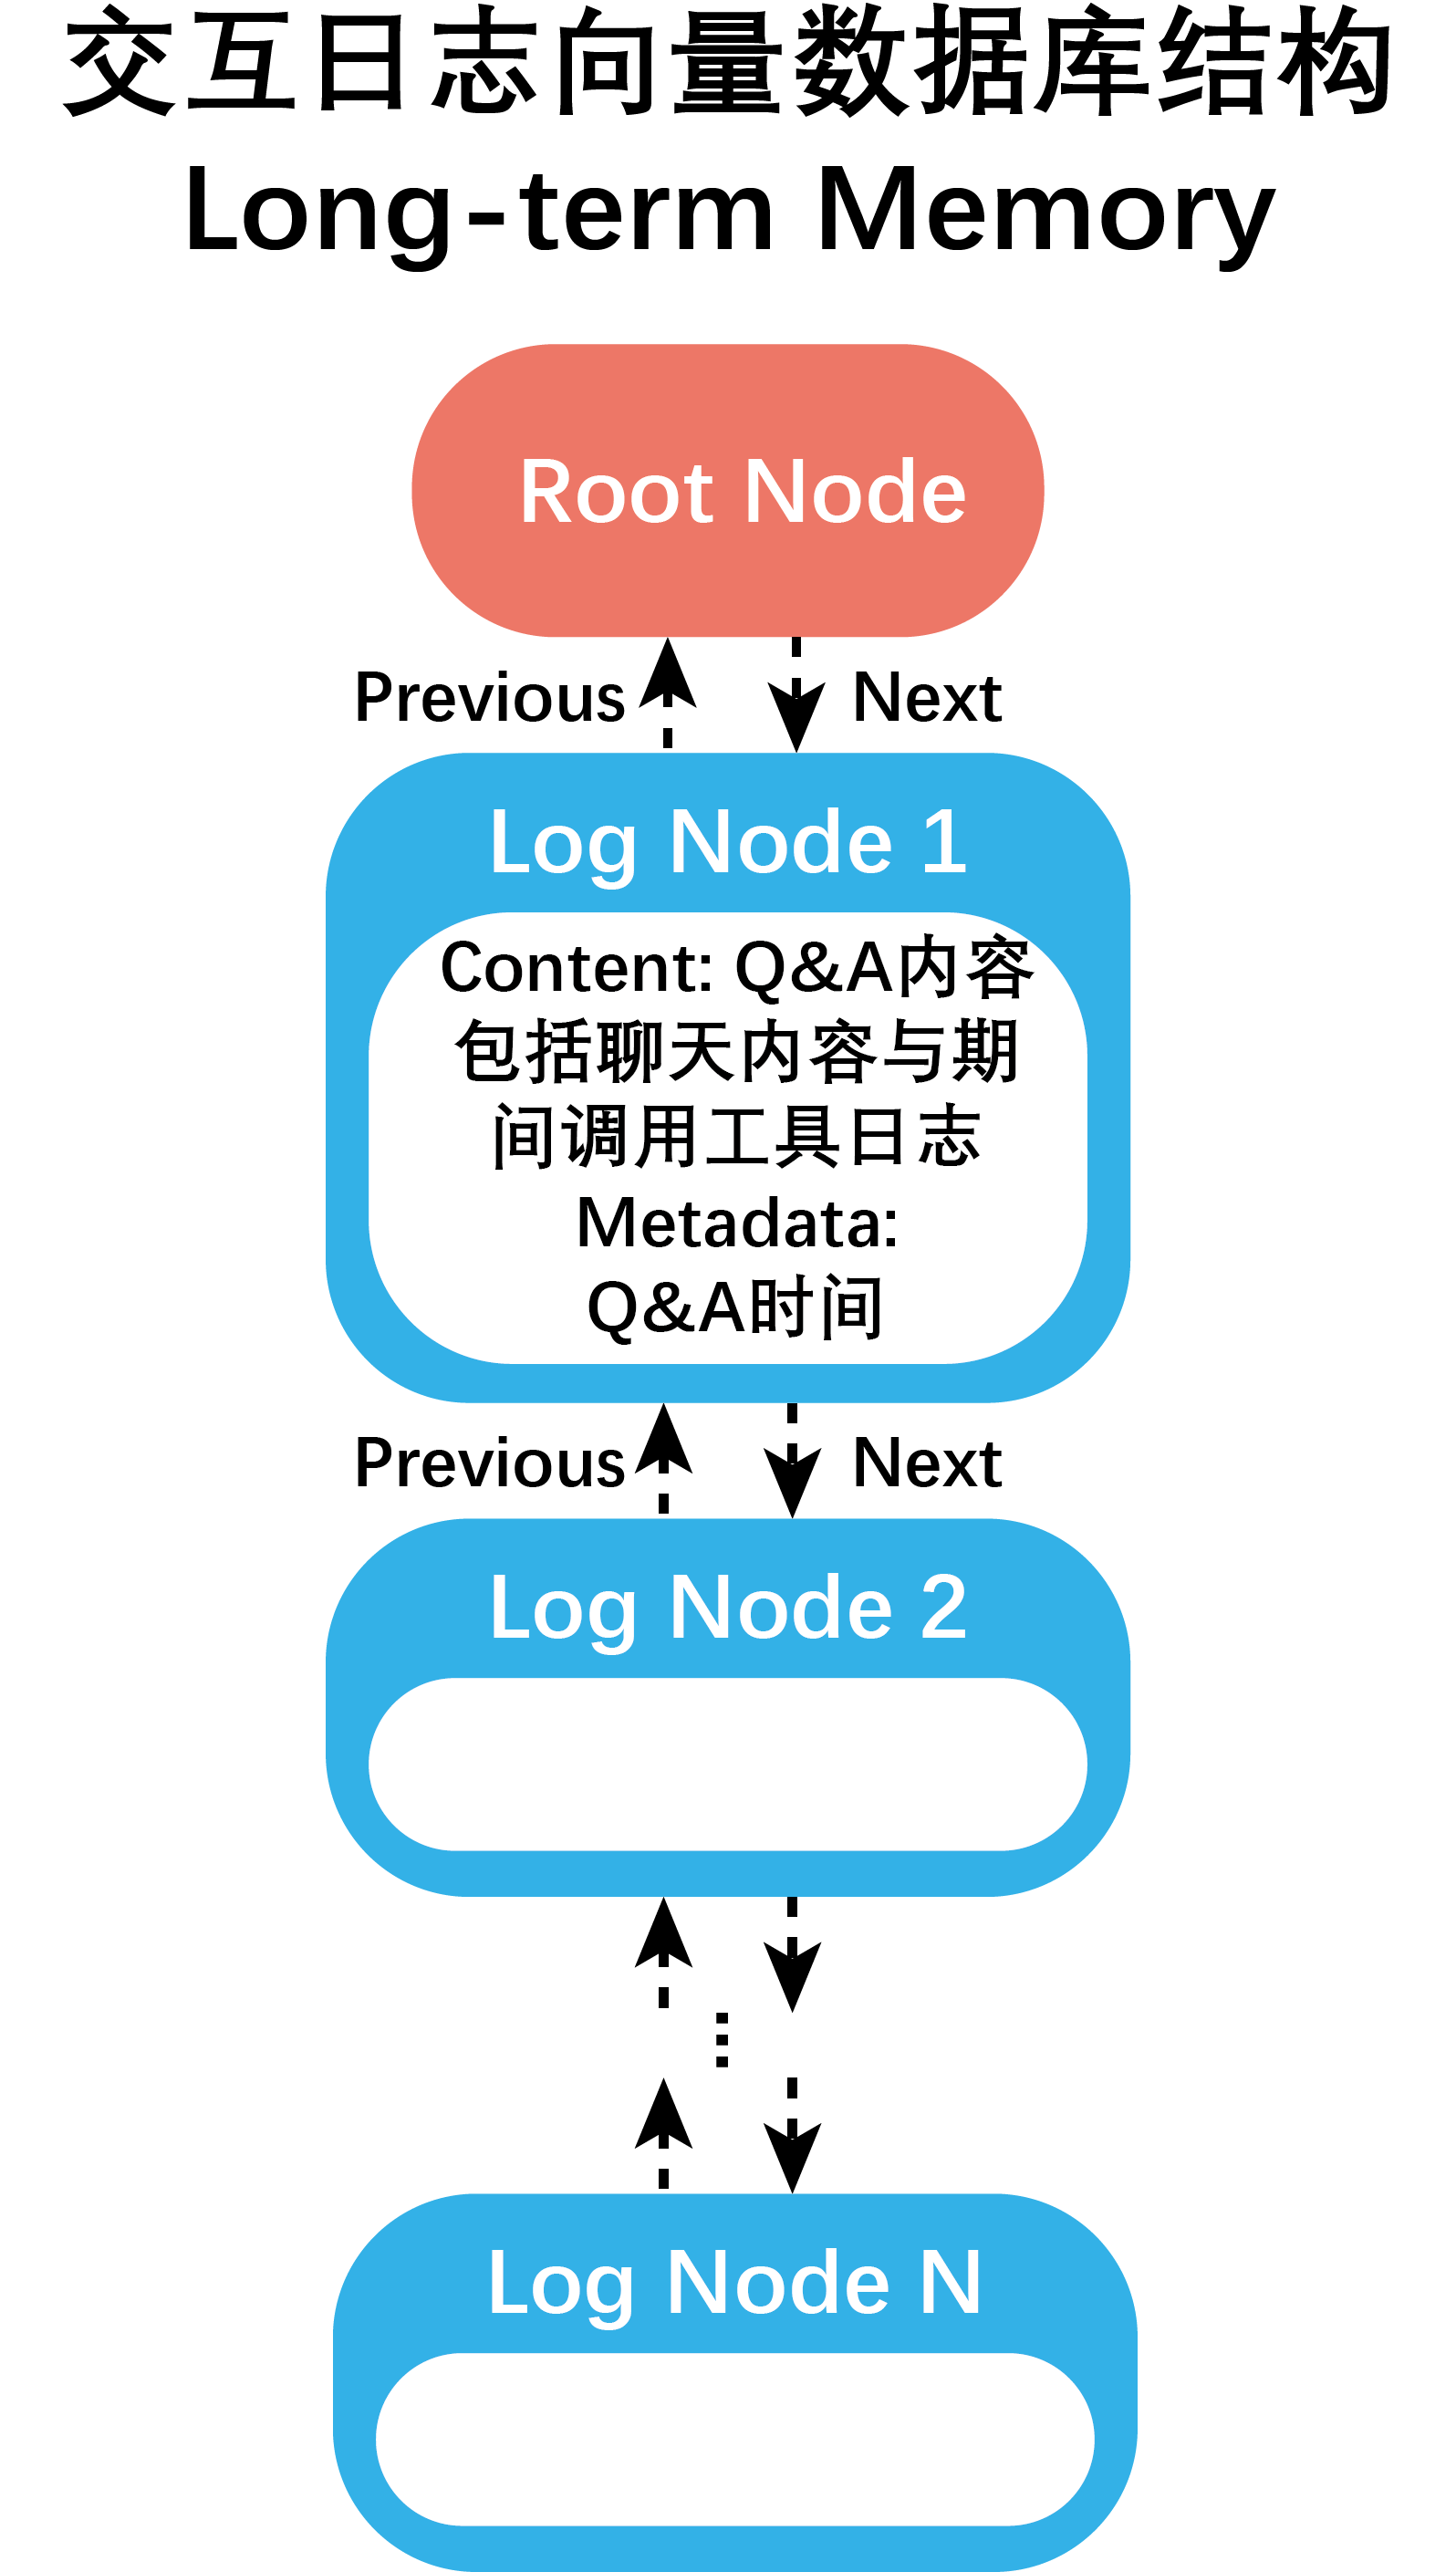 交互日志向量数据库结构
Long-term Memory
Root Node
Previous
Next
Log Node 1
Content: Q&A内容
包括聊天内容与期
间调用工具日志
Metadata:
Q&A时间
Previous
Next
Log Node 2
...
Log Node N